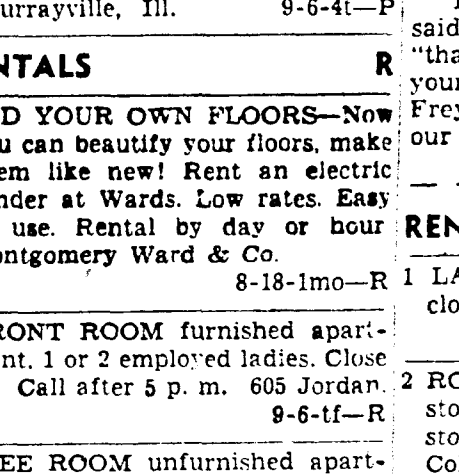 urrayville, Ill. 9-6-4t—P
NTALS R
D YOUR OWN FLOORS—Now
u can beautify your floors, make
em like new! Rent an electric
nder at Wards. Low rates. Easy
use. Rental by day or hour
ontgomery Ward & Co.
8-18-1mo—R
RONT ROOM furnished apart-
nt. 1 or 2 employed ladies. Close
Call after 5 p. m. 605 Jordan.
9-6-tf—R
EE ROOM unfurnished apart-
said
"tha
your
Frey
our
REN
1 LA
clo
2 RO
sto
sto
Co